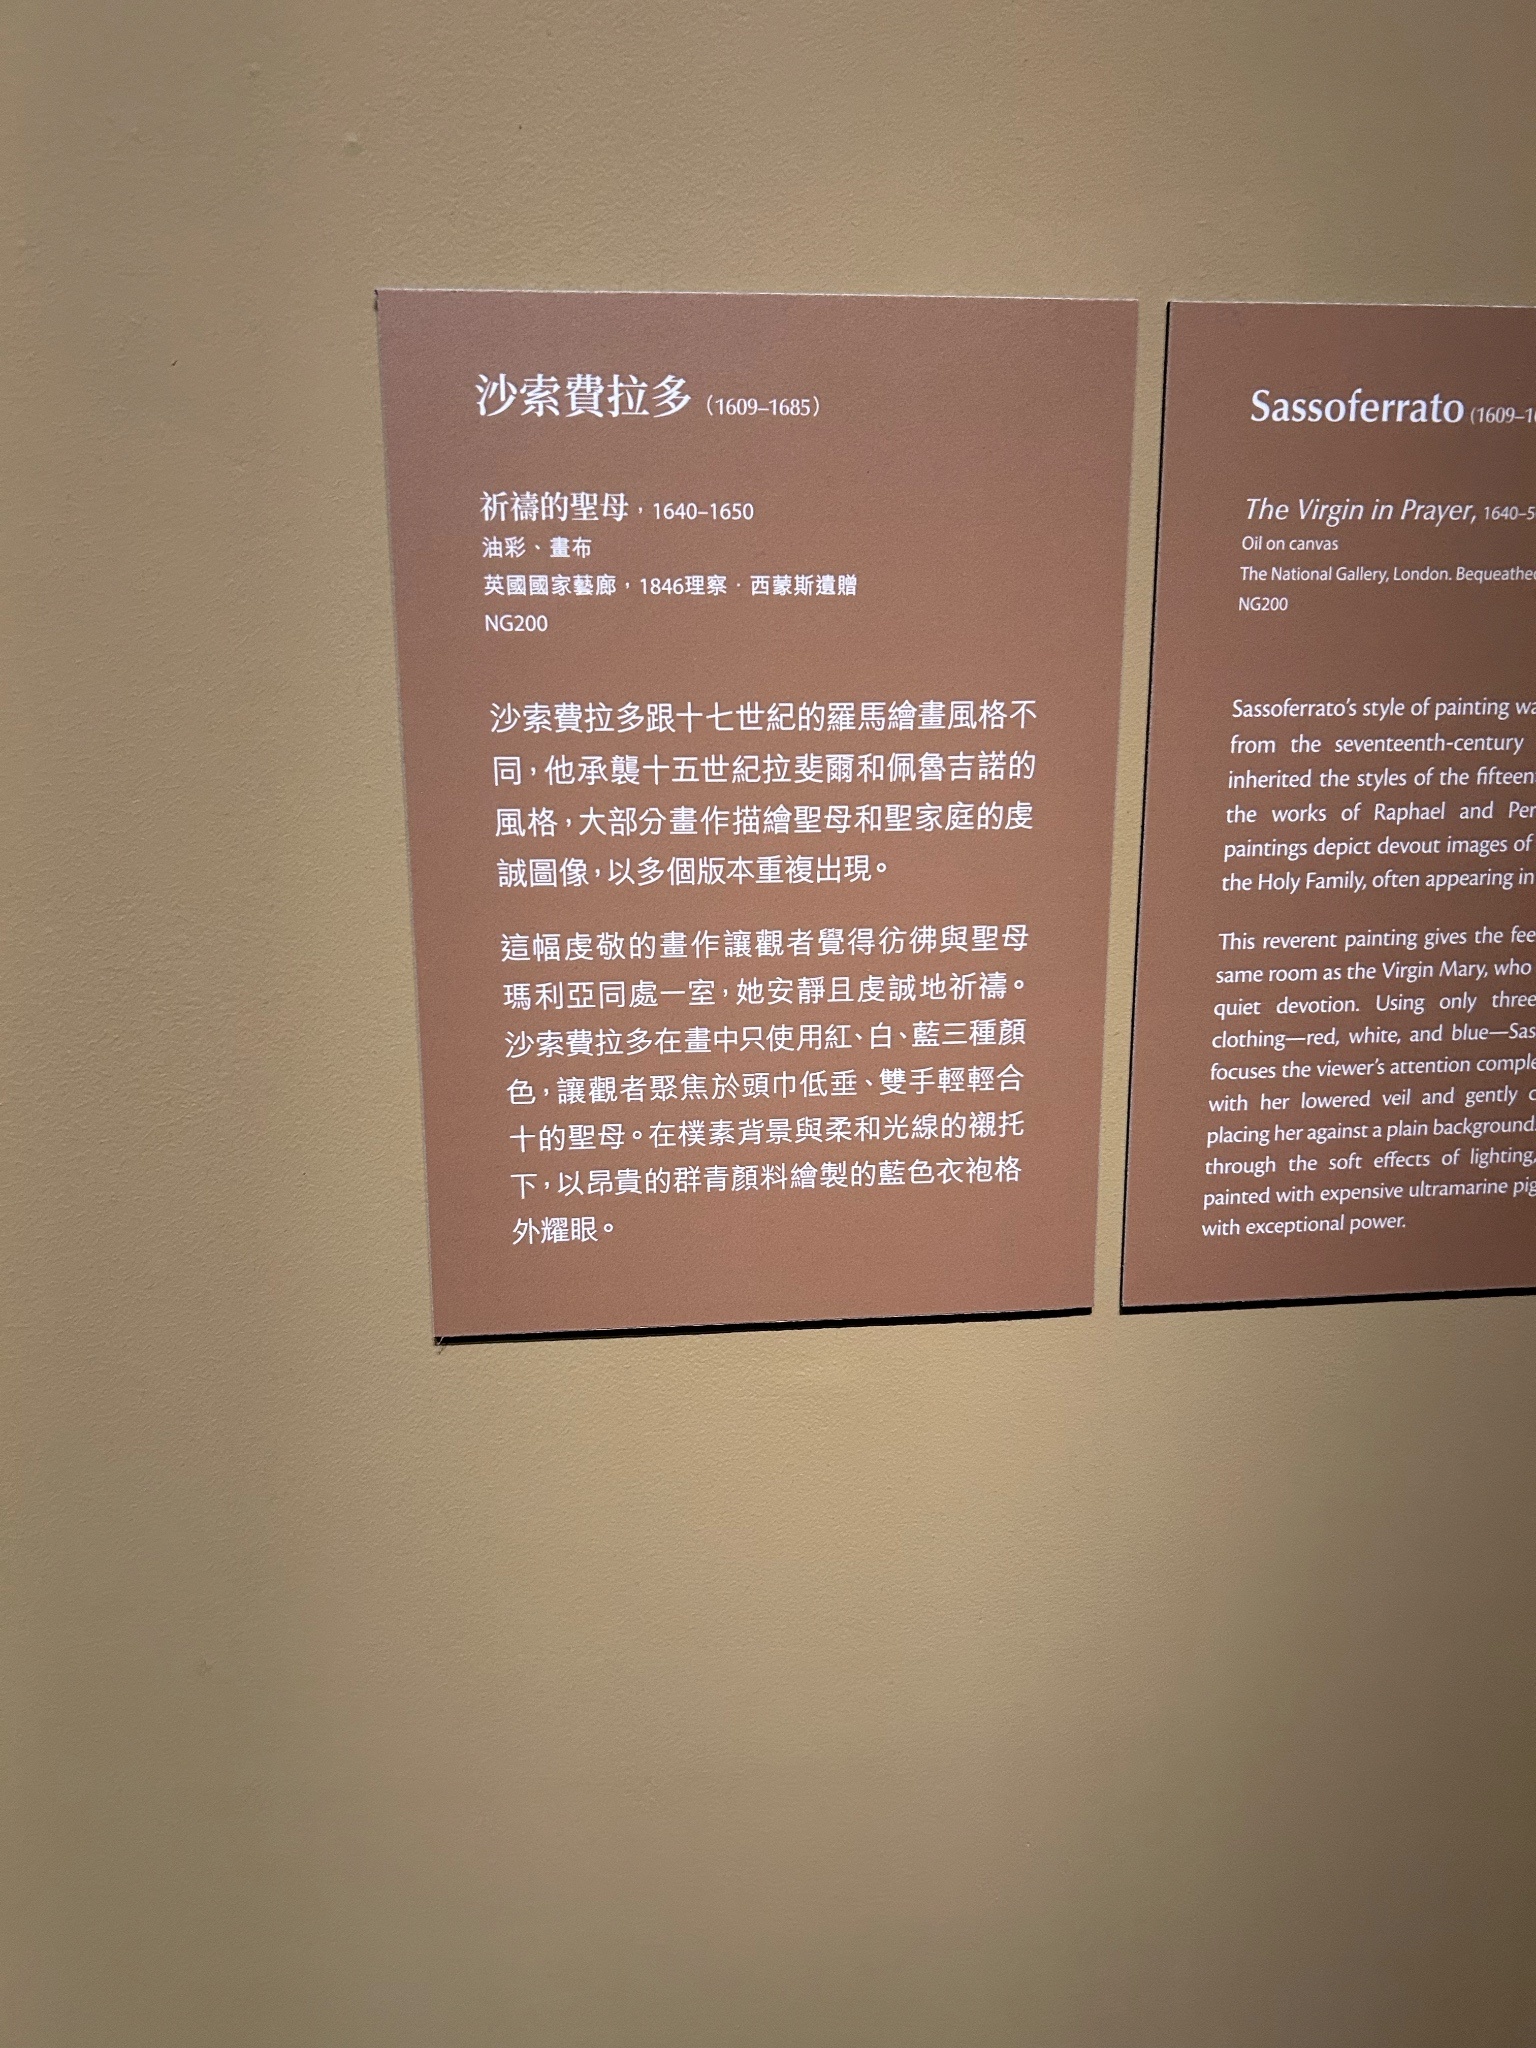 沙索費拉多（1609–1685）
祈禱的聖母，1640–1650
油彩、畫布
英國國家藝廊，1846理察‧西蒙斯遺贈
NG200
沙索費拉多跟十七世紀的羅馬繪畫風格不
同，他承襲十五世紀拉斐爾和佩魯吉諾的
風格，大部分畫作描繪聖母和聖家庭的虔
誠圖像，以多個版本重複出現。
這幅虔敬的畫作讓觀者覺得彷彿與聖母
瑪利亞同處一室，她安靜且虔誠地祈禱。
沙索費拉多在畫中只使用紅、白、藍三種顏
色，讓觀者聚焦於頭巾低垂、雙手輕輕合
十的聖母。在樸素背景與柔和光線的襯托
下，以昂貴的群青顏料繪製的藍色衣袍格
外耀眼。
Sassoferrato (1609–
The Virgin in Prayer, 1640–5
Oil on canvas
The National Gallery, London. Bequeathed
NG200
Sassoferrato's style of painting
from the seventeenth-century
inherited the styles of the
the works of Raphael and
paintings depict devout images of
the Holy Family, often appearing in
This reverent painting gives the
same room as the Virgin Mary, who
quiet devotion. Using only three
clothing—red, white, and blue—
focuses the viewer's attention
with her lowered veil and gently
placing her against a plain background.
through the soft effects of lighting,
painted with expensive ultramarine
with exceptional power.